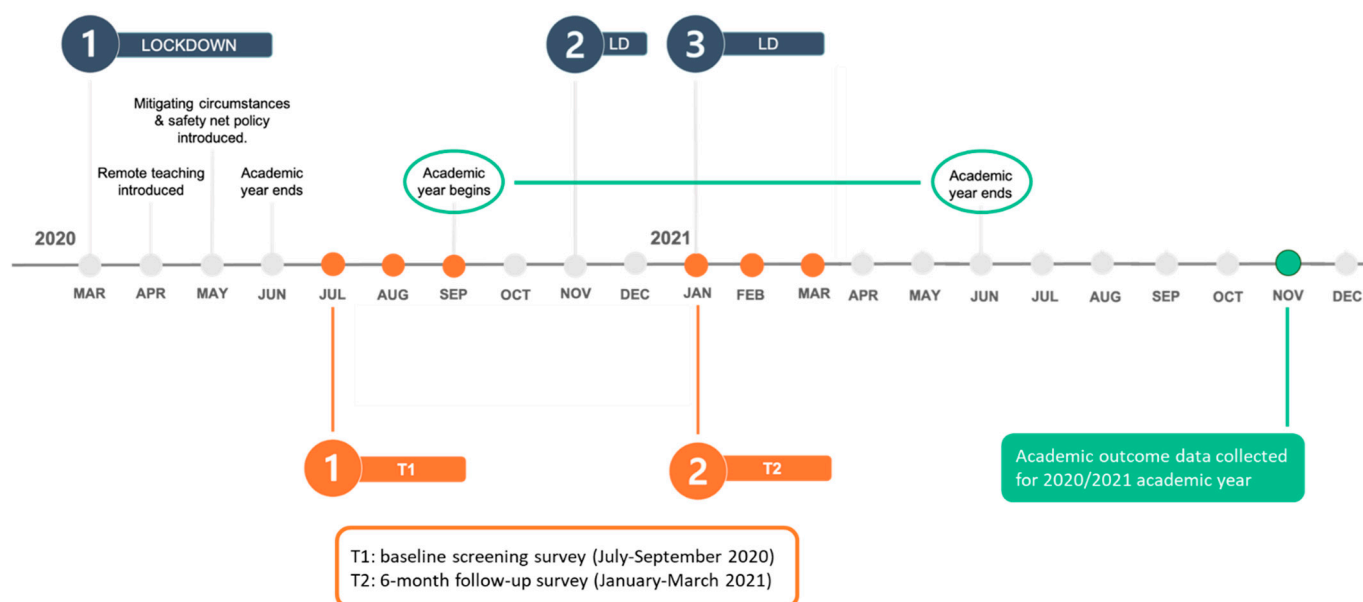 1 LOCKDOWN
2 LD
3 LD
Mitigating circumstances
& safety net policy
introduced.
Remote teaching
introduced
Academic
year ends
Academic
year begins
Academic
year ends
2020
2021
MAR APR MAY JUN JUL AUG SEP OCT NOV DEC JAN FEB MAR APR MAY JUN JUL AUG SEP OCT NOV DEC
1 T1
2 T2
Academic outcome data collected
for 2020/2021 academic year
T1: baseline screening survey (July-September 2020)
T2: 6-month follow-up survey (January-March 2021)